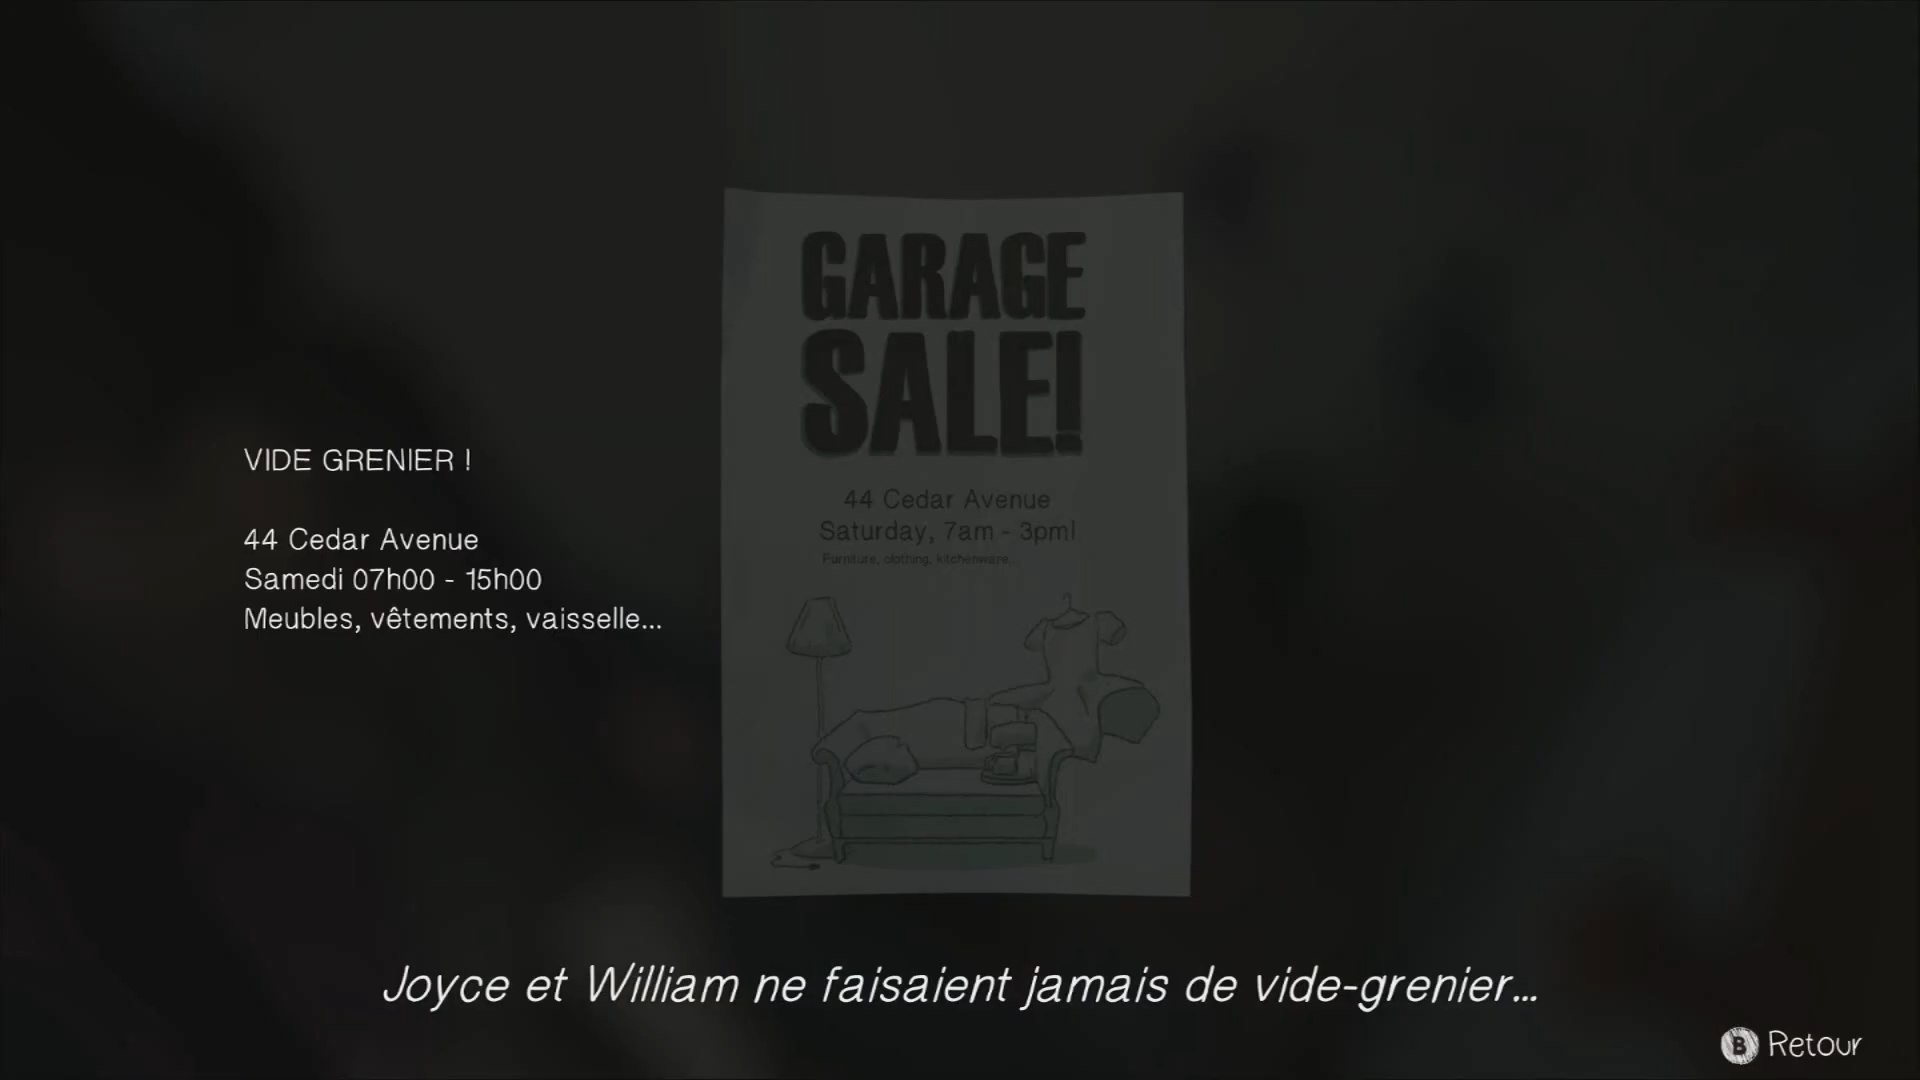 GARAGE
SALE!
44 Cedar Avenue
Saturday, 7am - 3pm!
Furniture, clothing, kitchenware...
VIDE GRENIER !
44 Cedar Avenue
Samedi 07h00 - 15h00
Meubles, vêtements, vaisselle...
Joyce et William ne faisaient jamais de vide-grenier...
B Retour